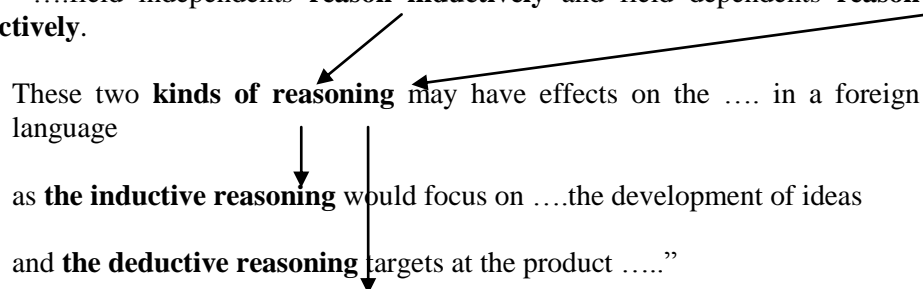 ….field independents reason inductively and field dependents reason
ctively.
These two kinds of reasoning may have effects on the …. in a foreign
language
as the inductive reasoning would focus on ….the development of ideas
and the deductive reasoning targets at the product …..”